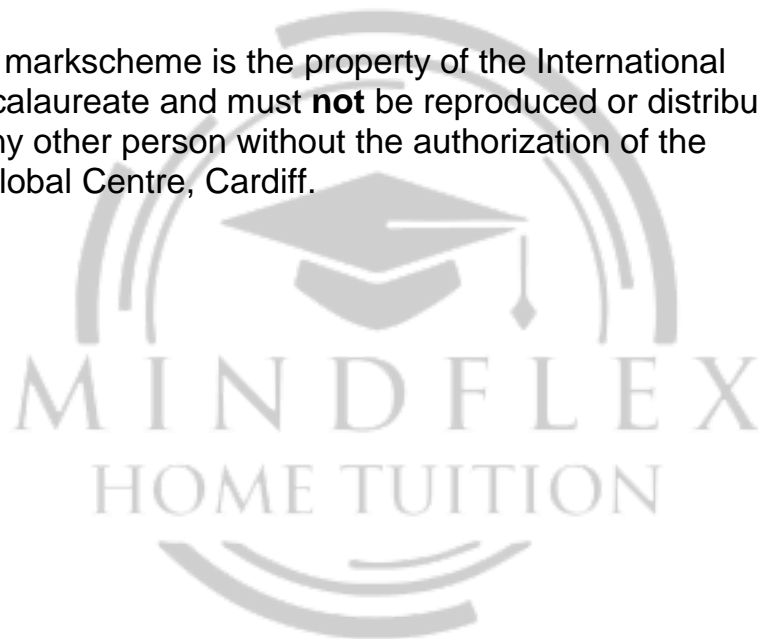 markscheme is the property of the International
calaureate and must not be reproduced or distribu
ny other person without the authorization of the
lobal Centre, Cardiff.
MINDFLEX
HOME TUITION